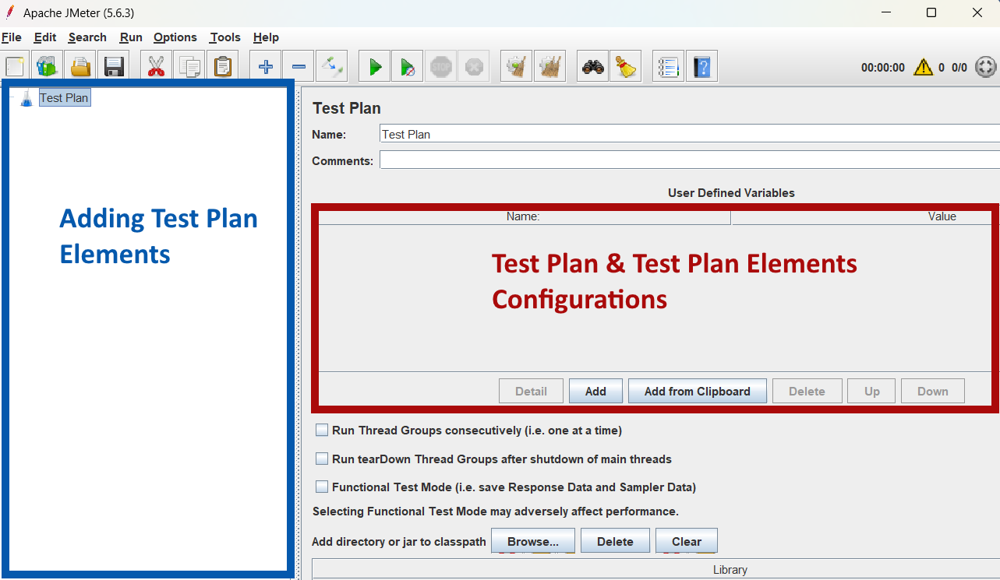 Apache JMeter (5.6.3)
File Edit Search Run Options Tools Help
STOP
00:00:00 0 0/0
Test Plan
Adding Test Plan
Elements
Test Plan
Name: Test Plan
Comments:
User Defined Variables
Name: Value
Test Plan & Test Plan Elements
Configurations
Detail Add Add from Clipboard Delete Up Down
Run Thread Groups consecutively (i.e. one at a time)
Run tearDown Thread Groups after shutdown of main threads
Functional Test Mode (i.e. save Response Data and Sampler Data)
Selecting Functional Test Mode may adversely affect performance.
Add directory or jar to classpath Browse... Delete Clear
Library